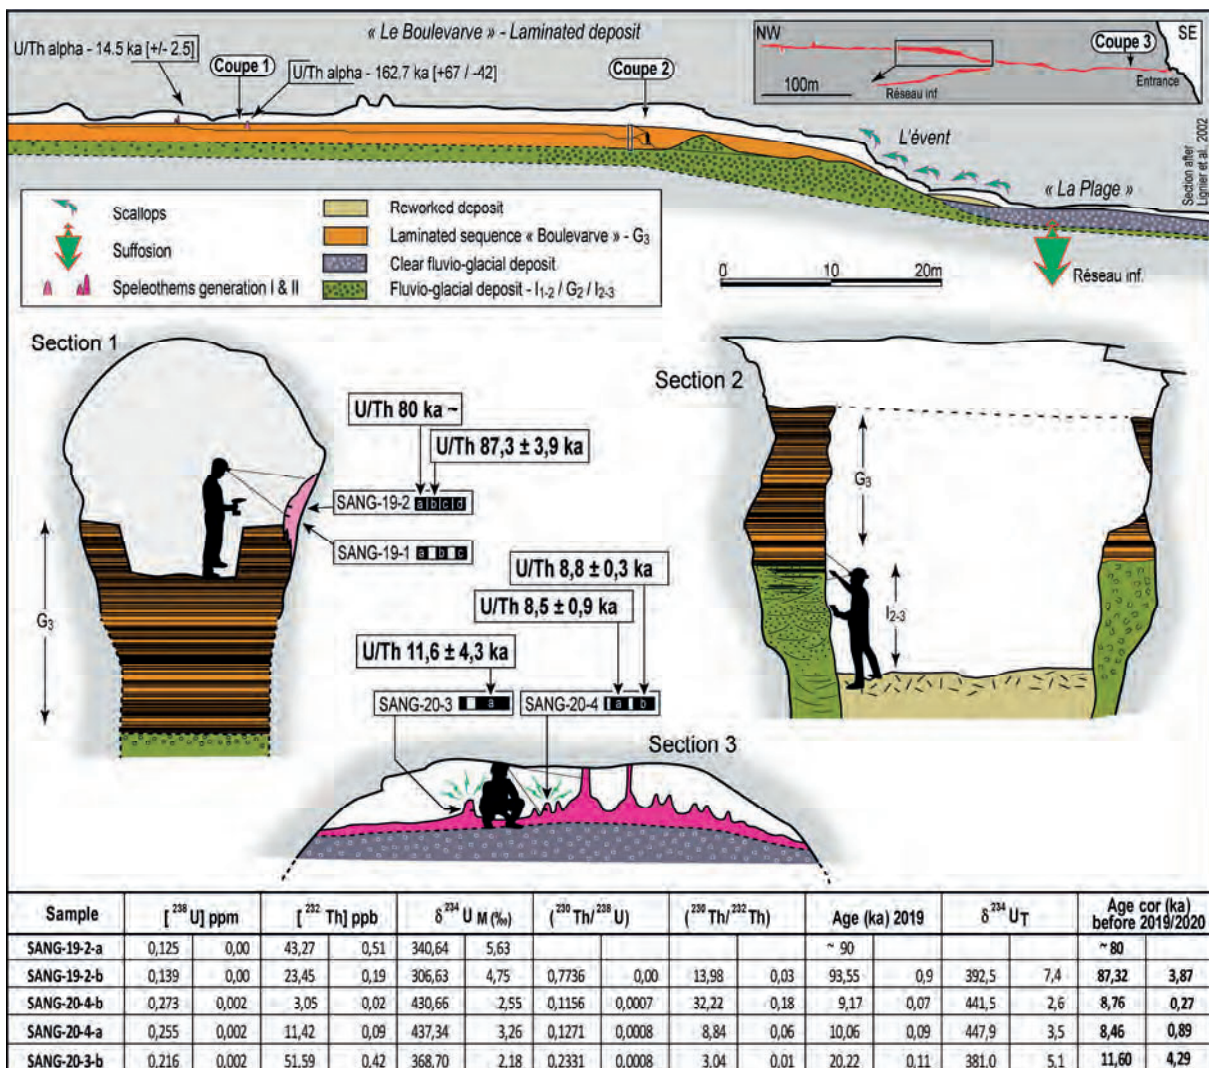 « Le Boulevarve » - Laminated deposit
U/Th alpha - 14.5 ka [+/- 2.5]
Coupe 1
U/Th alpha - 162.7 ka [+67 / -42]
Coupe 2
NW
SE
Coupe 3
100m
Réseau inf.
Entrance
L'évent
« La Plage »
Section after
Lignier et al. 2002
Scallops
Suffosion
Speleothems generation I & II
Reworked deposit
Laminated sequence « Boulevarve » - G3
Clear fluvio-glacial deposit
Fluvio-glacial deposit - I1-2 / G2 / I2-3
0 10 20m
Réseau inf.
Section 1
U/Th 80 ka ~
U/Th 87,3 ± 3,9 ka
SANG-19-2 a b c d
SANG-19-1 a b c
G3
Section 2
G3
I2-3
U/Th 8,8 ± 0,3 ka
U/Th 8,5 ± 0,9 ka
U/Th 11,6 ± 4,3 ka
SANG-20-3 a
SANG-20-4 a b
Section 3
Sample [238 U] ppm [232 Th] ppb δ234 U M (‰) (230 Th/238 U) (230 Th/232 Th) Age (ka) 2019 δ234 UT Age cor (ka) before 2019/2020
SANG-19-2-a 0,125 0,00 43,27 0,51 340,64 5,63 ~ 90 ~ 80
SANG-19-2-b 0,139 0,00 23,45 0,19 306,63 4,75 0,7736 0,00 13,98 0,03 93,55 0,9 392,5 7,4 87,32 3,87
SANG-20-4-b 0,273 0,002 3,05 0,02 430,66 2,55 0,1156 0,0007 32,22 0,18 9,17 0,07 441,5 2,6 8,76 0,27
SANG-20-4-a 0,255 0,002 11,42 0,09 437,34 3,26 0,1271 0,0008 8,84 0,06 10,06 0,09 447,9 3,5 8,46 0,89
SANG-20-3-b 0,216 0,002 51,59 0,42 368,70 2,18 0,2331 0,0008 3,04 0,01 20,22 0,11 381,0 5,1 11,60 4,29